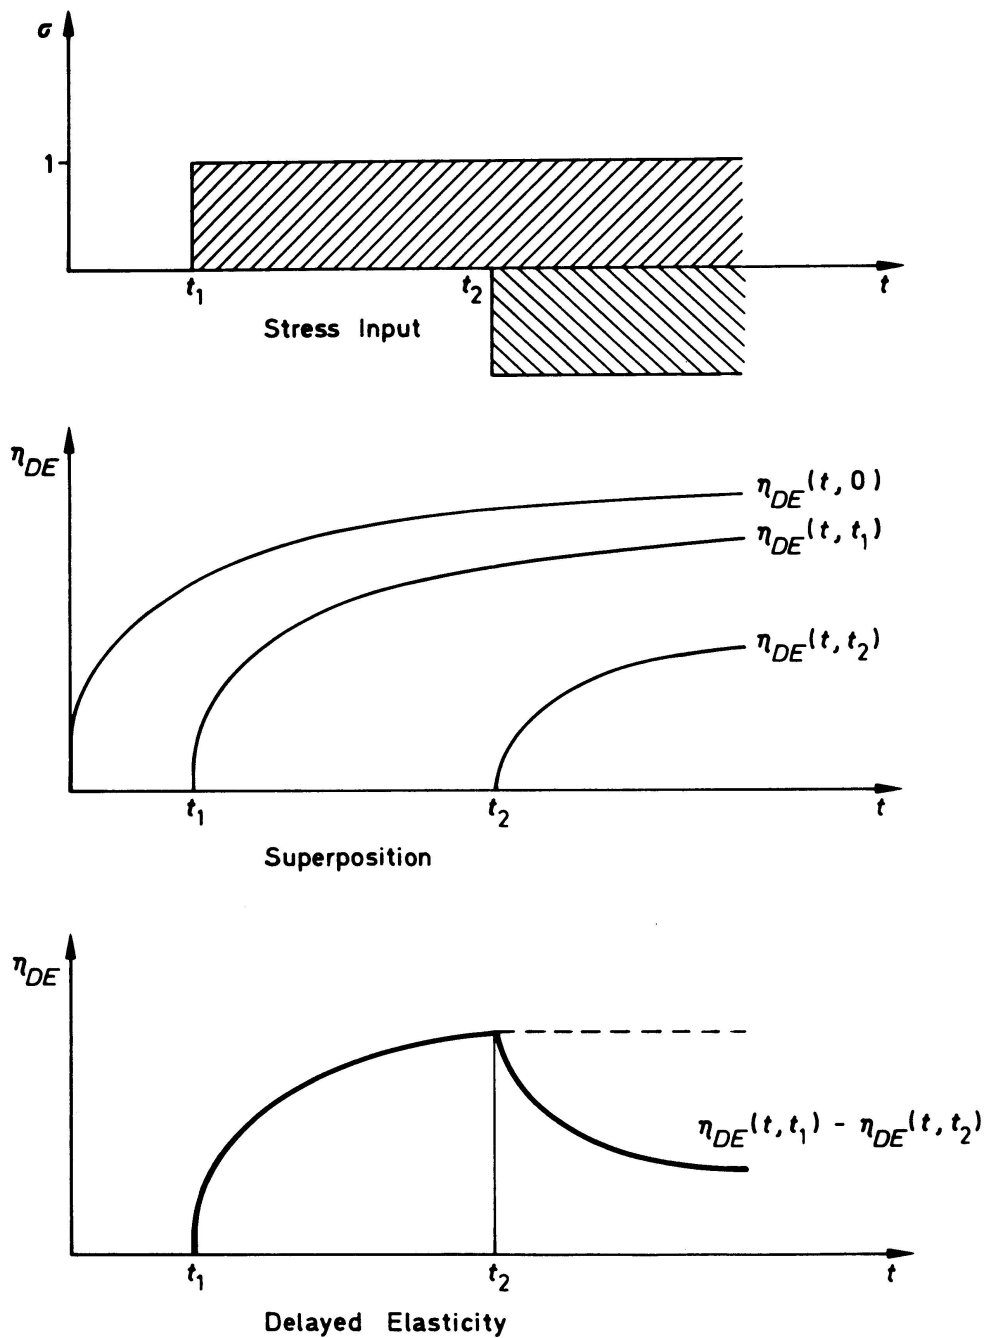 σ
1
t1
t2
t
Stress Input
ηDE
ηDE(t, 0)
ηDE(t, t1)
ηDE(t, t2)
t1
t2
t
Superposition
ηDE
ηDE(t, t1) - ηDE(t, t2)
t1
t2
t
Delayed Elasticity